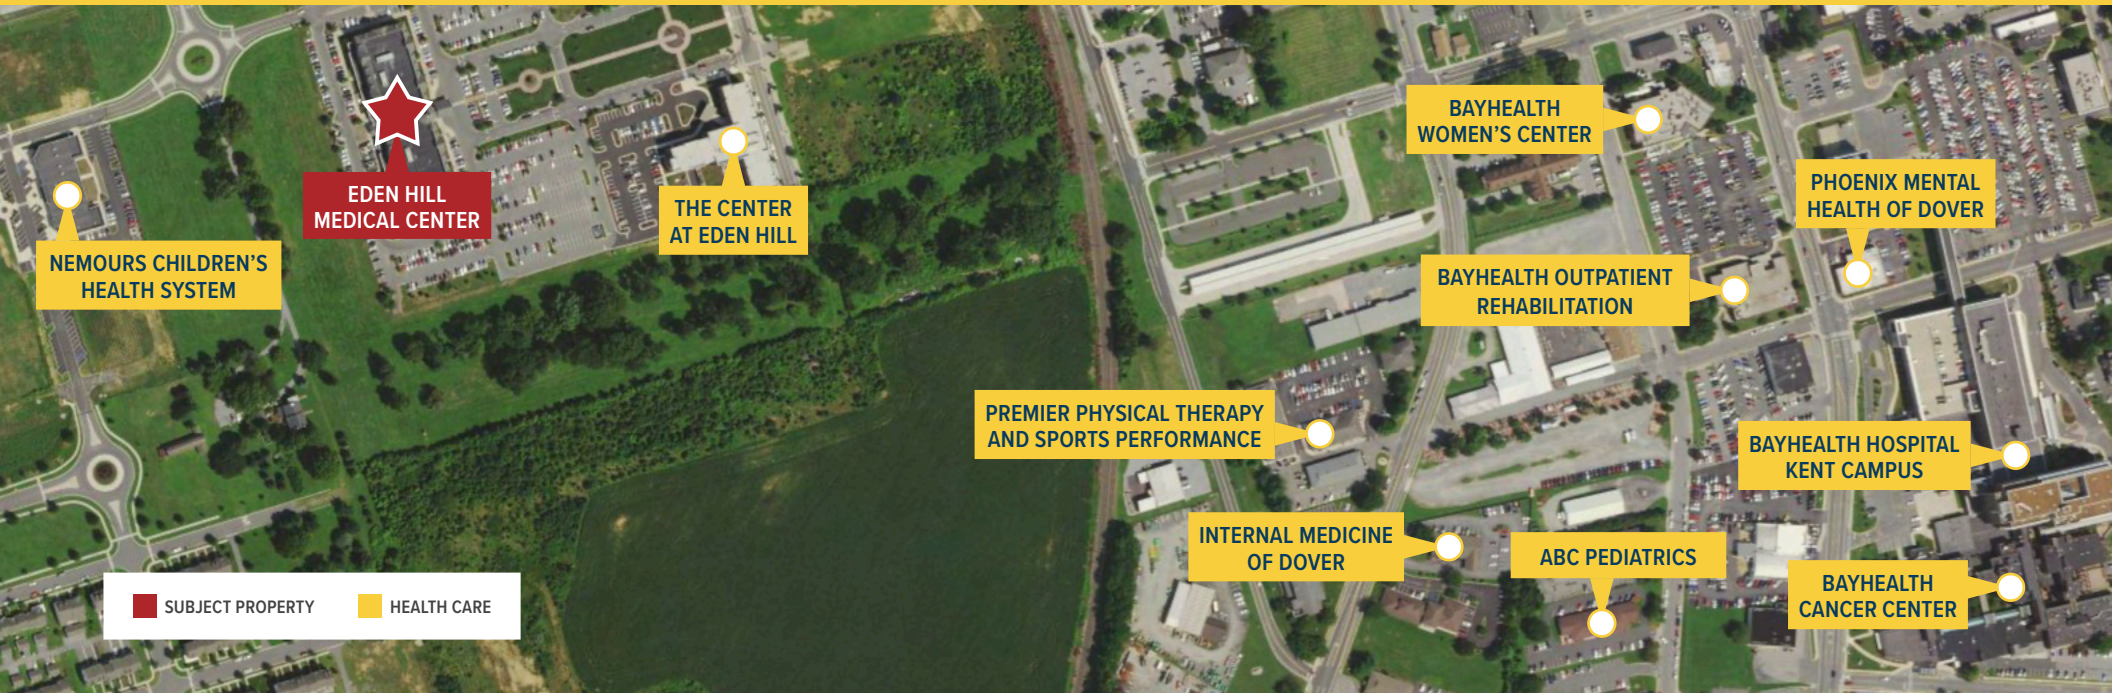 EDEN HILL
MEDICAL CENTER
THE CENTER
AT EDEN HILL
NEMOURS CHILDREN'S
HEALTH SYSTEM
BAYHEALTH
WOMEN'S CENTER
PHOENIX MENTAL
HEALTH OF DOVER
BAYHEALTH OUTPATIENT
REHABILITATION
PREMIER PHYSICAL THERAPY
AND SPORTS PERFORMANCE
BAYHEALTH HOSPITAL
KENT CAMPUS
INTERNAL MEDICINE
OF DOVER
ABC PEDIATRICS
BAYHEALTH
CANCER CENTER
SUBJECT PROPERTY
HEALTH CARE